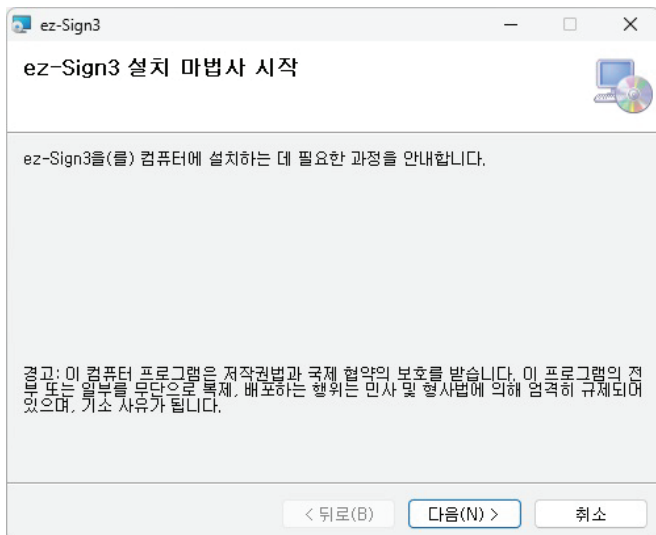 ez-Sign3
ez-Sign3 설치 마법사 시작
ez-Sign3을(를) 컴퓨터에 설치하는 데 필요한 과정을 안내합니다.
경고: 이 컴퓨터 프로그램은 저작권법과 국제 협약의 보호를 받습니다. 이 프로그램의 전
부 또는 일부를 무단으로 복제, 배포하는 행위는 민사 및 형사법에 의해 엄격히 규제되어
있으며, 기소 사유가 됩니다.
< 뒤로(B) 다음(N) > 취소